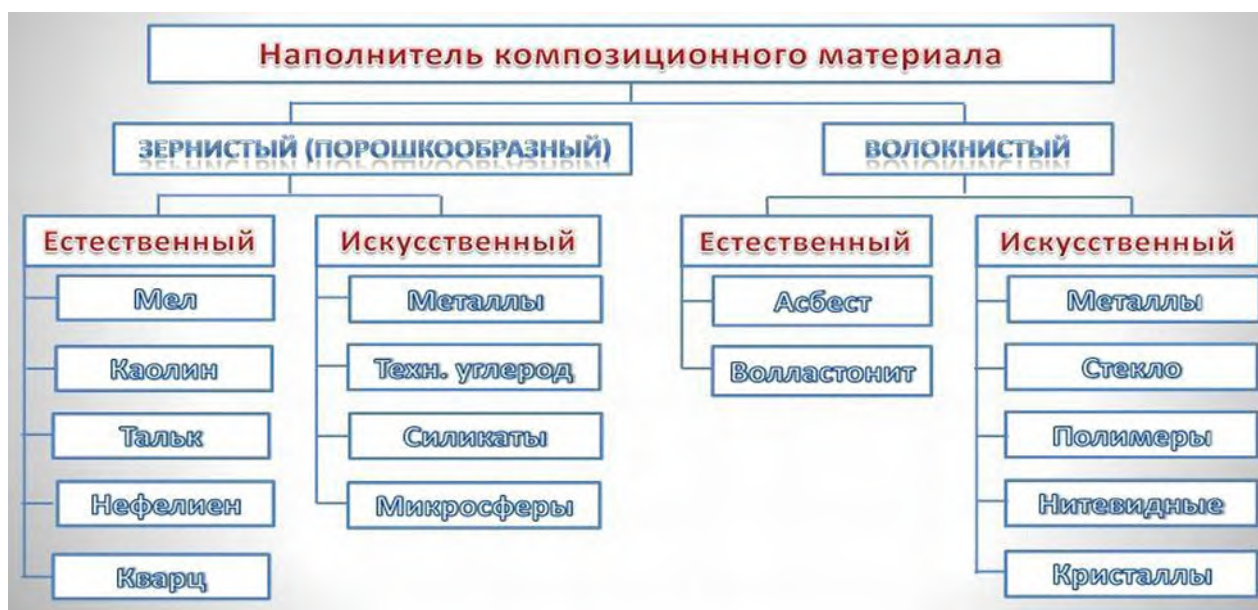 Наполнитель композиционного материала
ЗЕРНИСТЫЙ (ПОРОШКООБРАЗНЫЙ)
ВОЛОКНИСТЫЙ
Естественный
Искусственный
Естественный
Искусственный
Мел
Каолин
Тальк
Нефелиен
Кварц
Металлы
Техн. углерод
Силикаты
Микросферы
Асбест
Волластонит
Металлы
Стекло
Полимеры
Нитевидные
Кристаллы